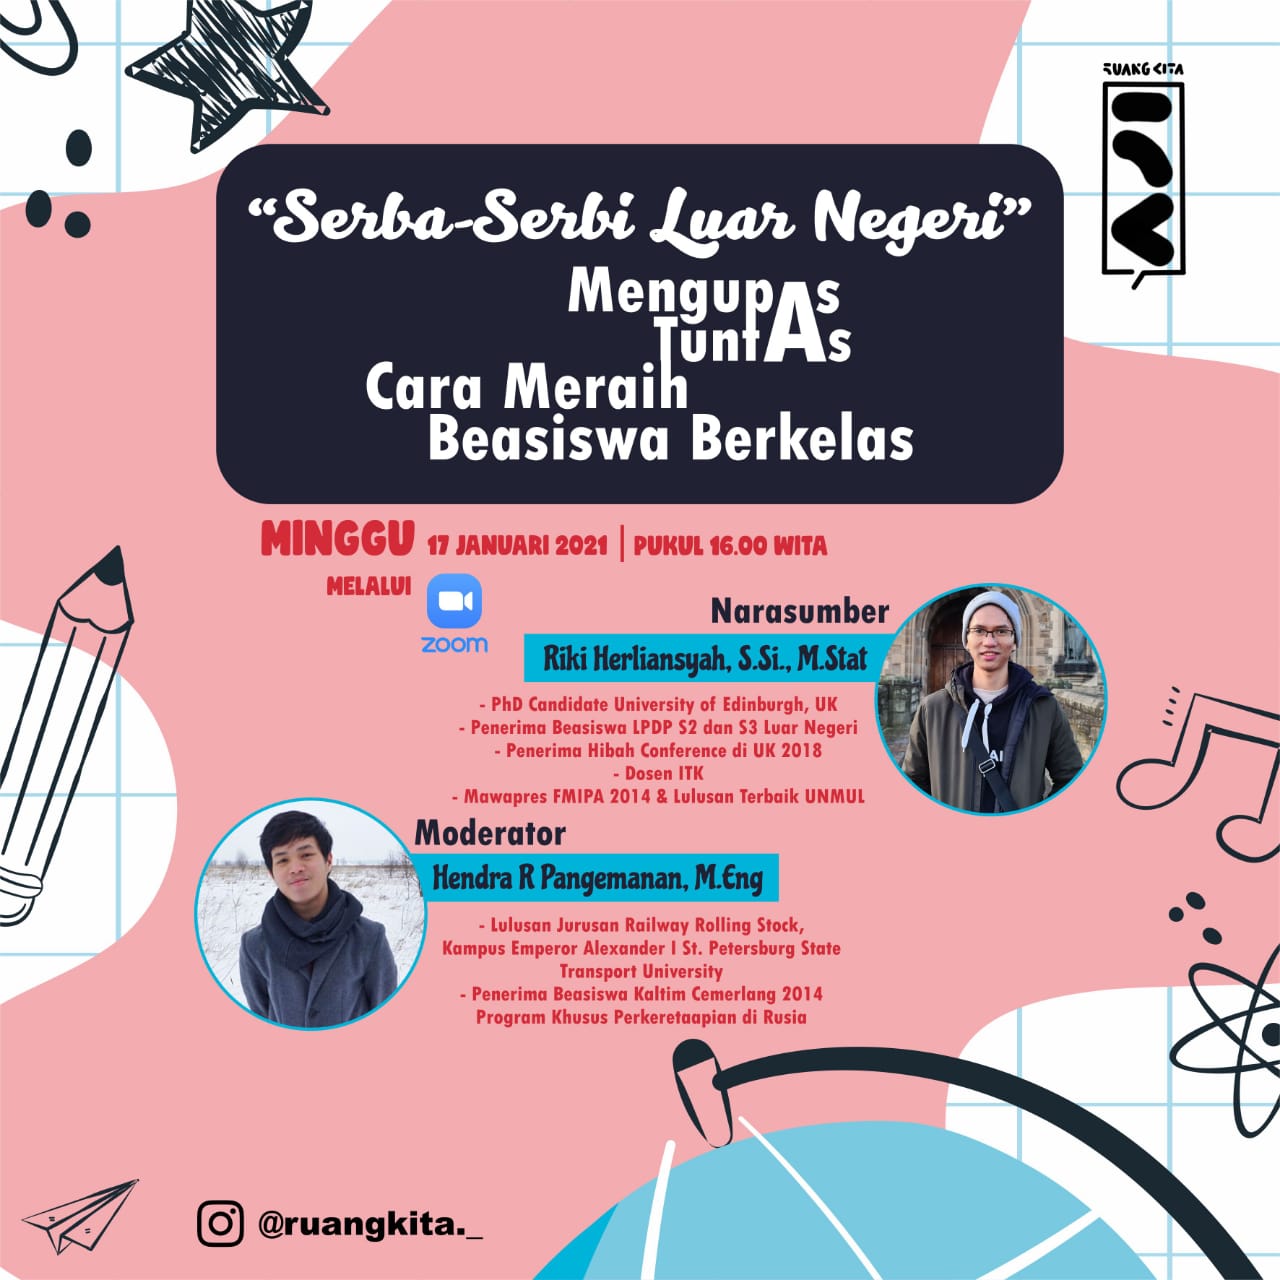 RUANG KITA
“Serba-Serbi Luar Negeri”
MengupAs
TuntAs
Cara Meraih
Beasiswa Berkelas
MINGGU 17 JANUARI 2021 | PUKUL 16.00 WITA
MELALUI
zoom
Narasumber
Riki Herliansyah, S.Si., M.Stat
- PhD Candidate University of Edinburgh, UK
- Penerima Beasiswa LPDP S2 dan S3 Luar Negeri
- Penerima Hibah Conference di UK 2018
- Dosen ITK
- Mawapres FMIPA 2014 & Lulusan Terbaik UNMUL
Moderator
Hendra R Pangemanan, M.Eng
- Lulusan Jurusan Railway Rolling Stock,
Kampus Emperor Alexander I St. Petersburg State
Transport University
- Penerima Beasiswa Kaltim Cemerlang 2014
Program Khusus Perkeretaapian di Rusia
@ruangkita._